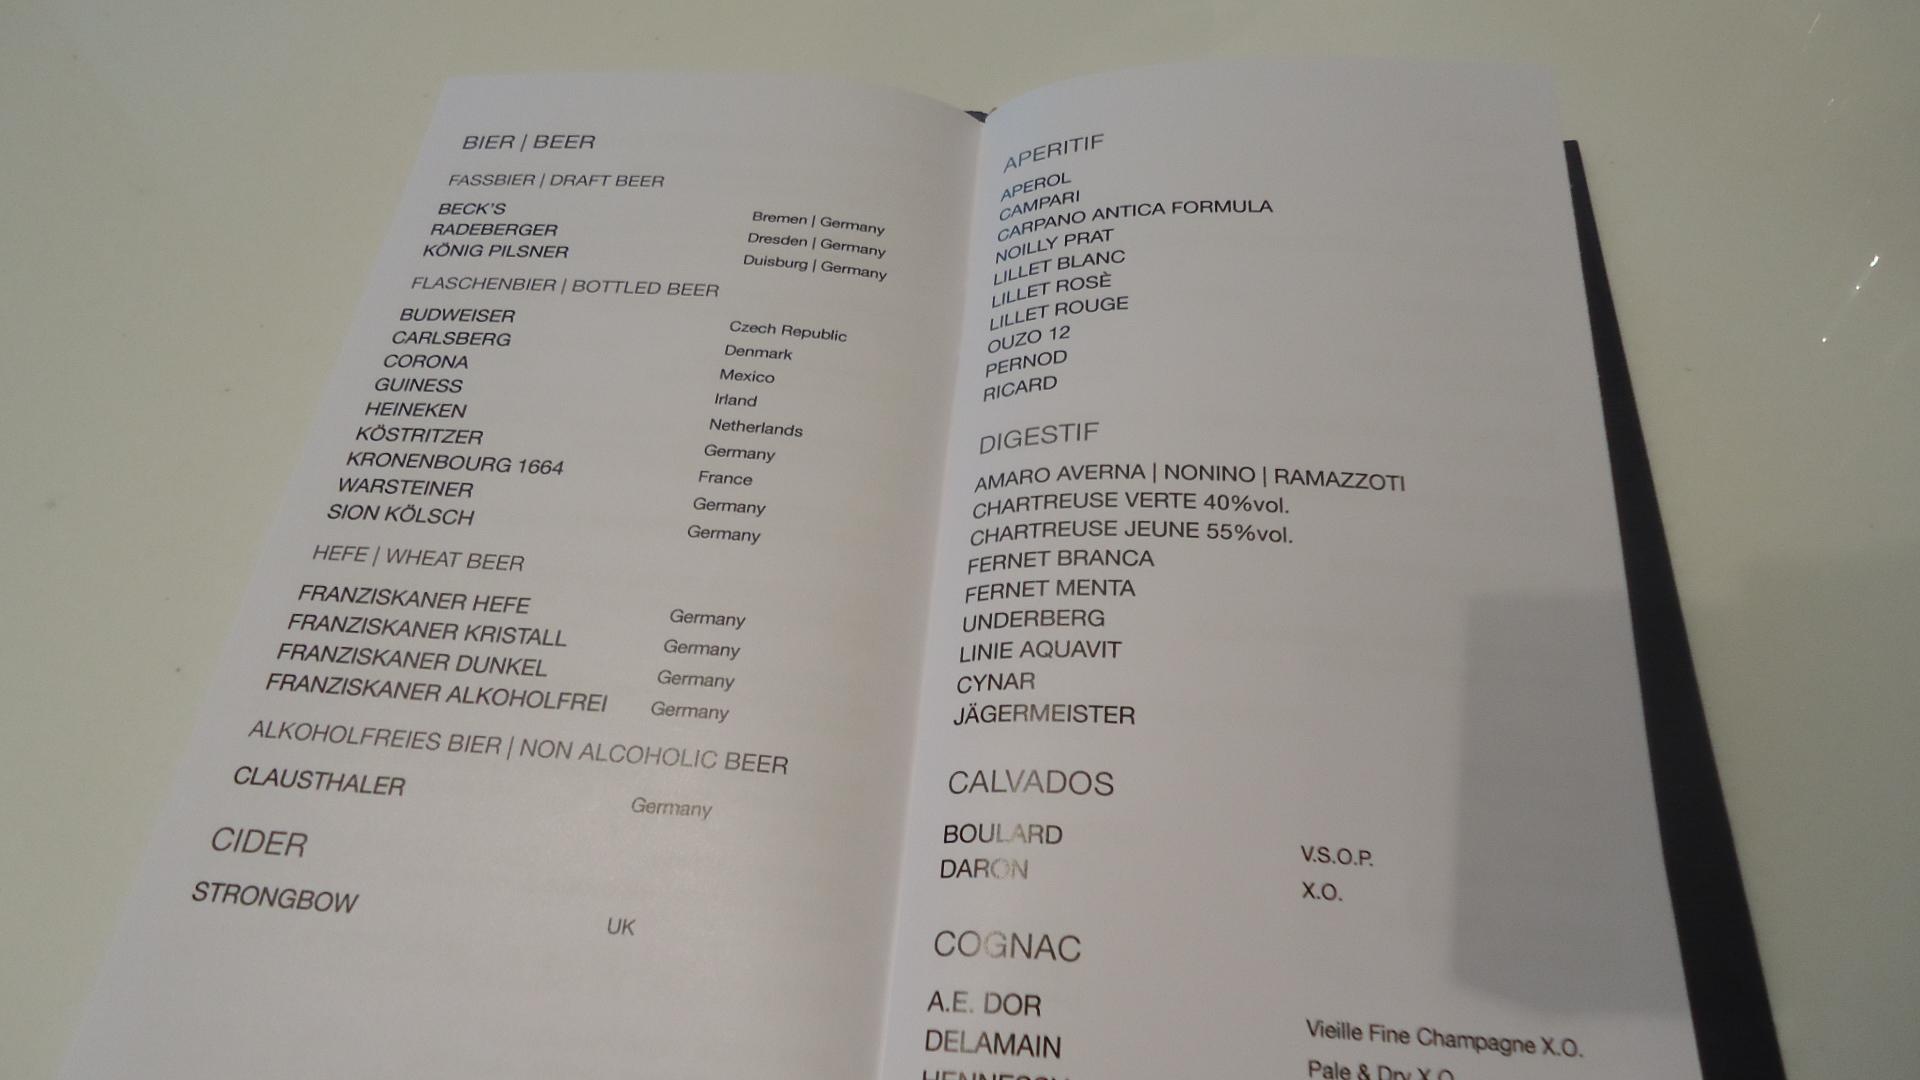 BIER | BEER
FASSBIER | DRAFT BEER
BECK'S Bremen | Germany
RADEBERGER Dresden | Germany
KÖNIG PILSNER Duisburg | Germany
FLASCHENBIER | BOTTLED BEER
BUDWEISER Czech Republic
CARLSBERG Denmark
CORONA Mexico
GUINESS Irland
HEINEKEN Netherlands
KÖSTRITZER Germany
KRONENBOURG 1664 France
WARSTEINER Germany
SION KÖLSCH Germany
HEFE | WHEAT BEER
FRANZISKANER HEFE Germany
FRANZISKANER KRISTALL Germany
FRANZISKANER DUNKEL Germany
FRANZISKANER ALKOHOLFREI Germany
ALKOHOLFREIES BIER | NON ALCOHOLIC BEER
CLAUSTHALER Germany
CIDER
STRONGBOW UK
APERITIF
APEROL
CAMPARI
CARPANO ANTICA FORMULA
NOILLY PRAT
LILLET BLANC
LILLET ROSÈ
LILLET ROUGE
OUZO 12
PERNOD
RICARD
DIGESTIF
AMARO AVERNA | NONINO | RAMAZZOTI
CHARTREUSE VERTE 40%vol.
CHARTREUSE JEUNE 55%vol.
FERNET BRANCA
FERNET MENTA
UNDERBERG
LINIE AQUAVIT
CYNAR
JÄGERMEISTER
CALVADOS
BOULARD V.S.O.P.
DARON X.O.
COGNAC
A.E. DOR Vieille Fine Champagne X.O.
DELAMAIN Pale & Dry X.O.